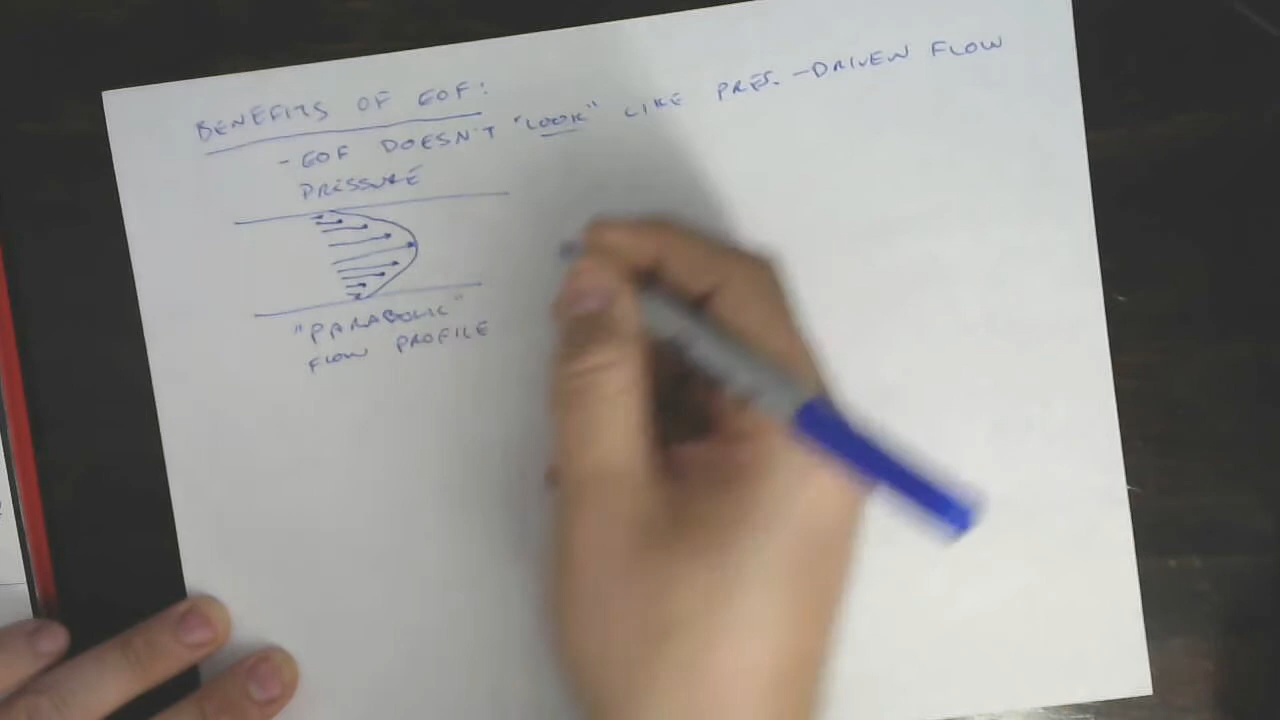 BENEFITS OF EOF:
- EOF DOESN'T "LOOK" LIKE PRES.-DRIVEN FLOW
PRESSURE
"PARABOLIC"
FLOW PROFILE